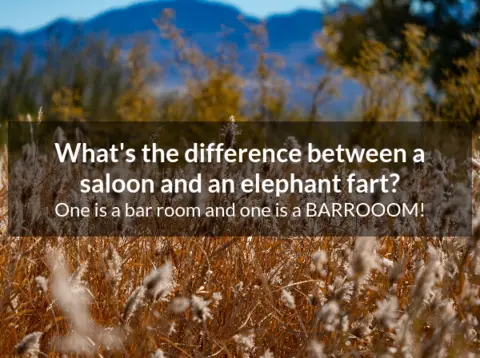 What's the difference between a
saloon and an elephant fart?
One is a bar room and one is a BARROOOM!